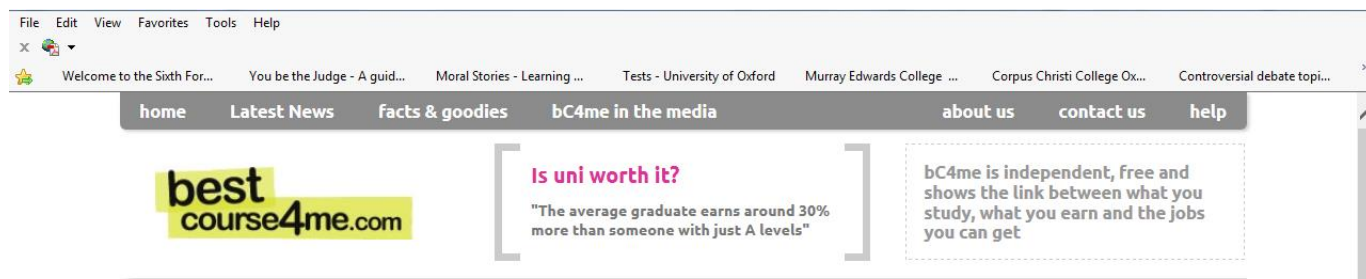 File Edit View Favorites Tools Help
x
Welcome to the Sixth For... You be the Judge - A guid... Moral Stories - Learning ... Tests - University of Oxford Murray Edwards College ... Corpus Christi College Ox... Controversial debate topi... »
home Latest News facts & goodies bC4me in the media about us contact us help
best
course4me.com
Is uni worth it?
"The average graduate earns around 30%
more than someone with just A levels"
bC4me is independent, free and
shows the link between what you
study, what you earn and the jobs
you can get